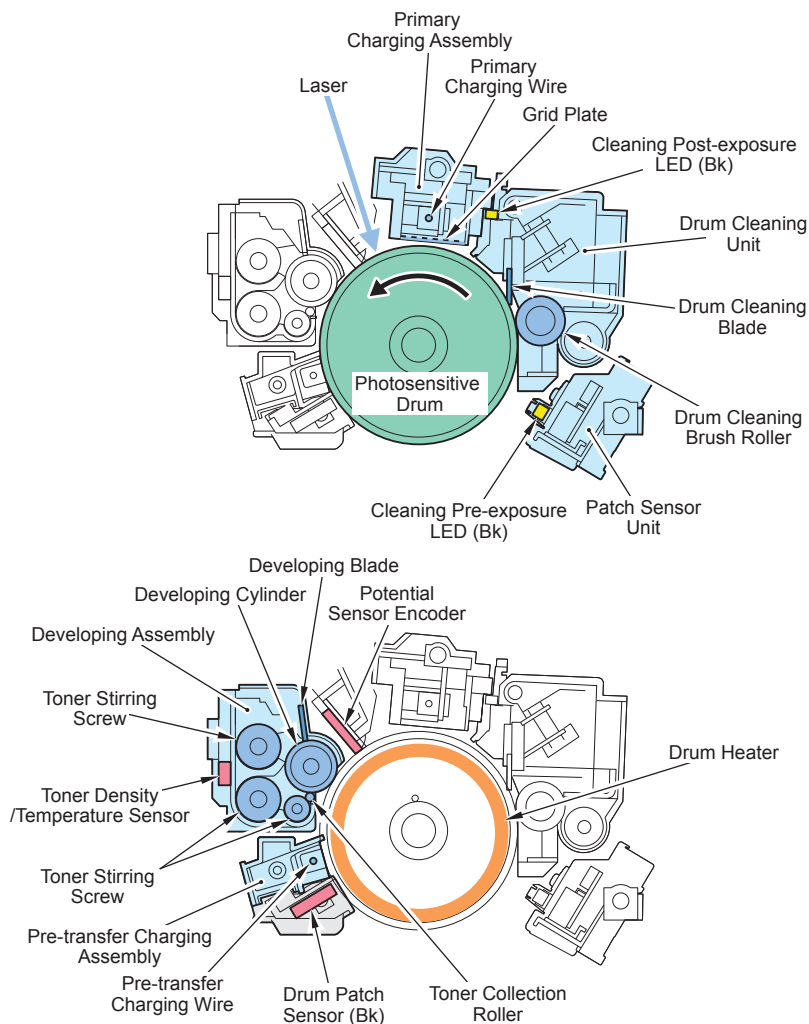 Primary
Charging Assembly
Primary
Charging Wire
Laser
Grid Plate
Cleaning Post-exposure
LED (Bk)
Drum Cleaning
Unit
Drum Cleaning
Blade
Photosensitive
Drum
Drum Cleaning
Brush Roller
Cleaning Pre-exposure
LED (Bk)
Patch Sensor
Unit
Developing Blade
Developing Cylinder
Potential
Sensor Encoder
Developing Assembly
Toner Stirring
Screw
Drum Heater
Toner Density
/Temperature Sensor
Toner Stirring
Screw
Pre-transfer Charging
Assembly
Pre-transfer
Charging Wire
Drum Patch
Sensor (Bk)
Toner Collection
Roller